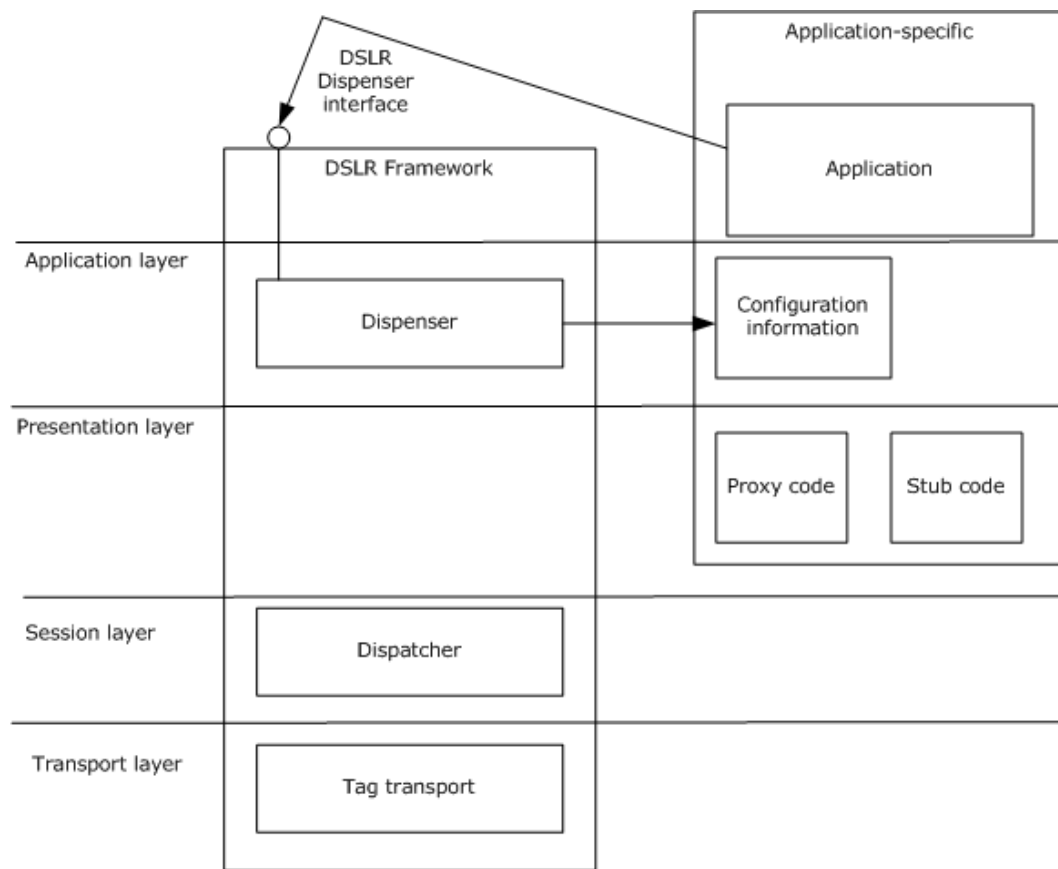 Application-specific
DSLR
Dispenser
interface
DSLR Framework
Application
Application layer
Dispenser
Configuration
information
Presentation layer
Proxy code
Stub code
Session layer
Dispatcher
Transport layer
Tag transport